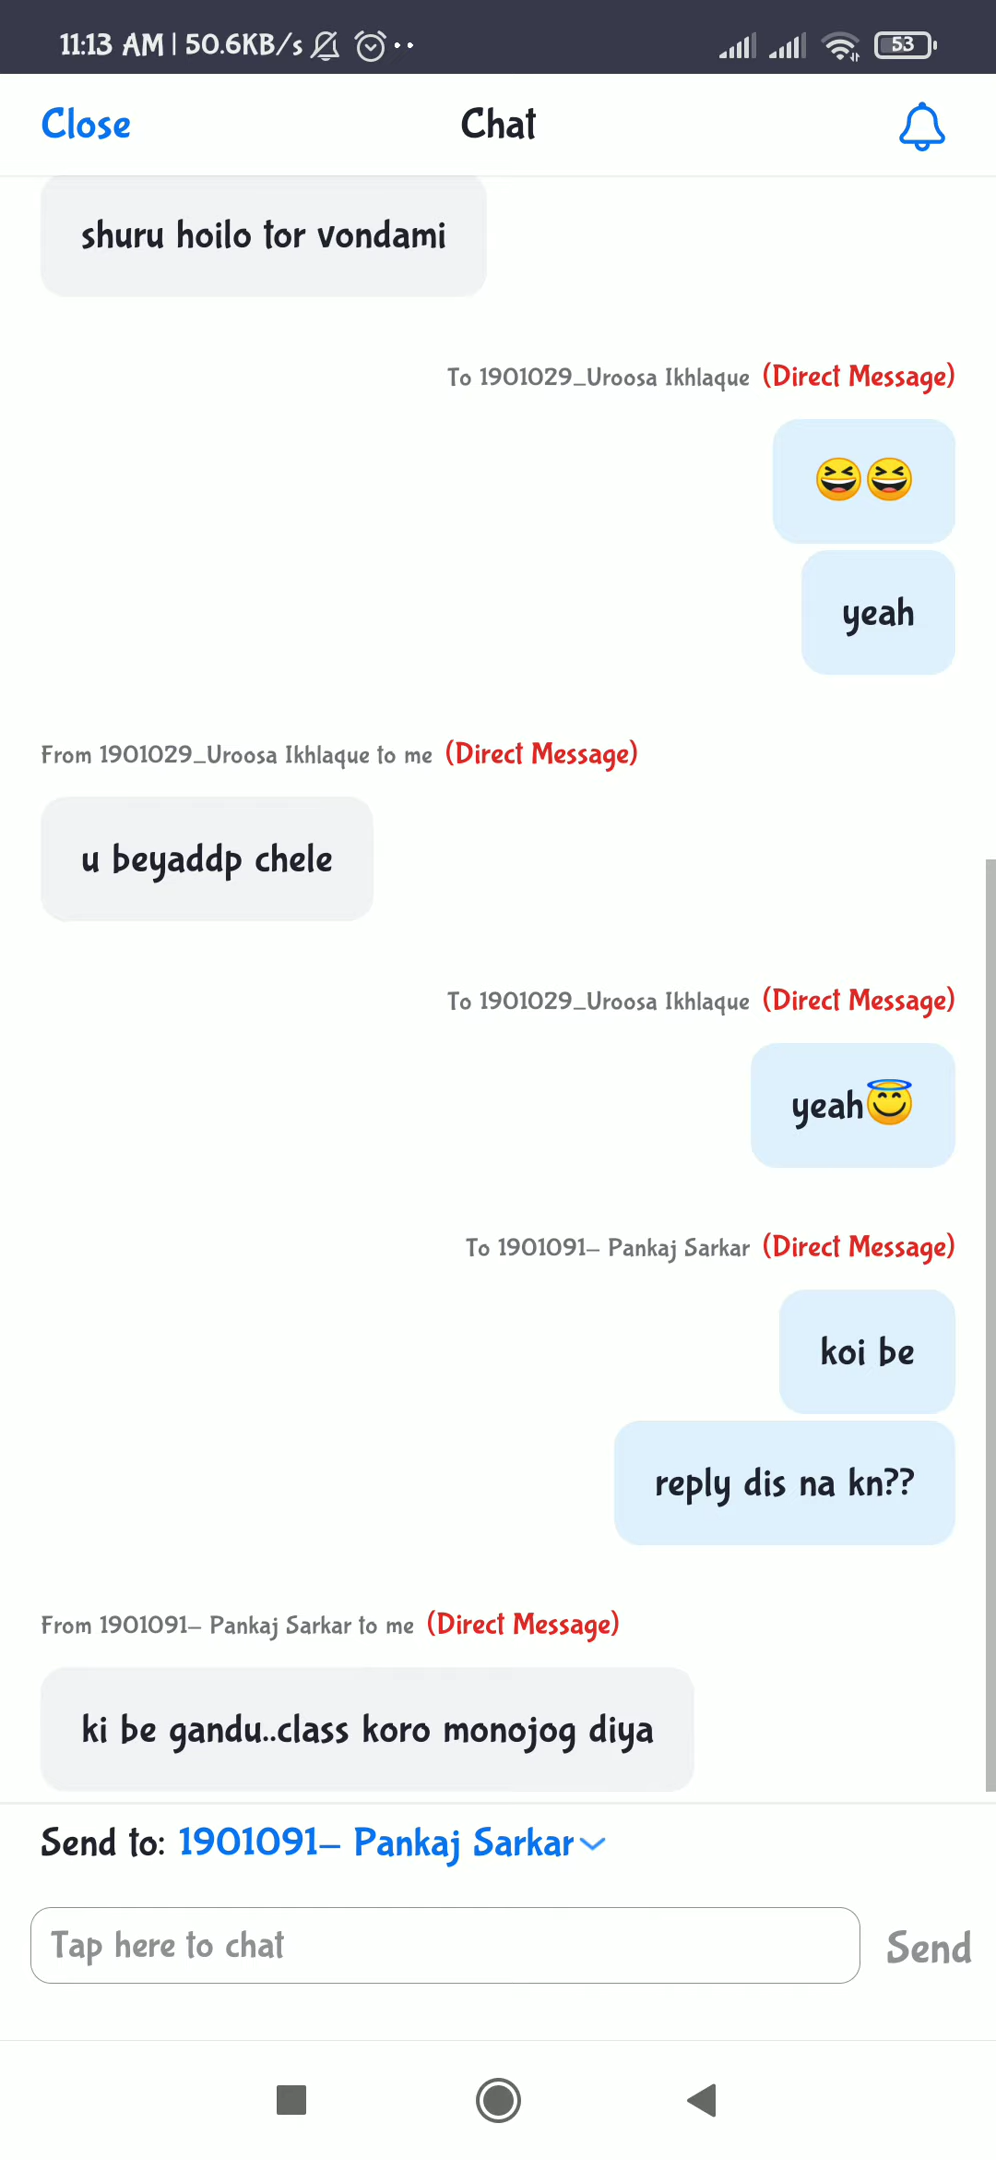 11:13 AM | 50.6KB/s 53
Close Chat
shuru hoilo tor vondami
To 1901029_Uroosa Ikhlaque (Direct Message)
😆😆
yeah
From 1901029_Uroosa Ikhlaque to me (Direct Message)
u beyaddp chele
To 1901029_Uroosa Ikhlaque (Direct Message)
yeah😇
To 1901091– Pankaj Sarkar (Direct Message)
koi be
reply dis na kn??
From 1901091– Pankaj Sarkar to me (Direct Message)
ki be gandu..class koro monojog diya
Send to: 1901091– Pankaj Sarkar
Tap here to chat Send